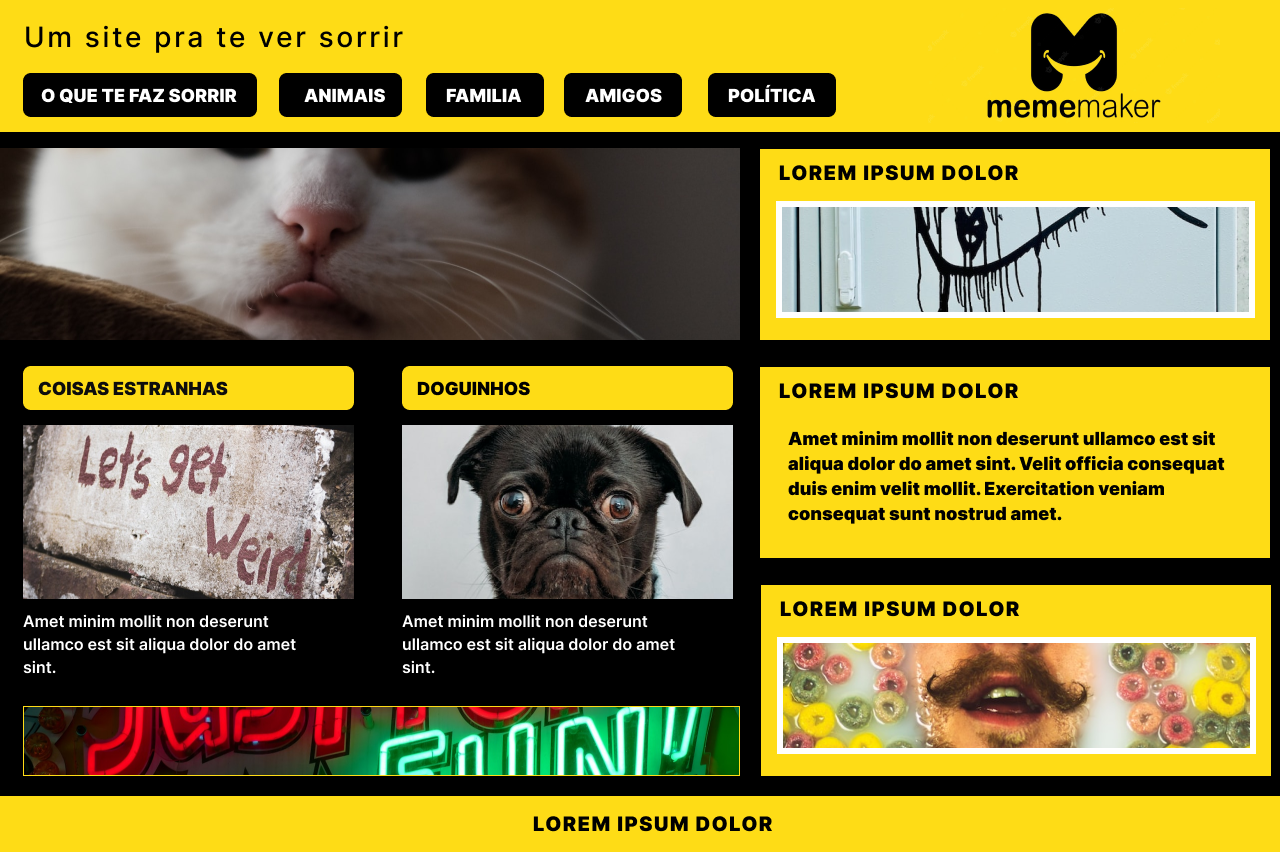 Um site pra te ver sorrir
O QUE TE FAZ SORRIR
ANIMAIS
FAMILIA
AMIGOS
POLÍTICA
mememaker
LOREM IPSUM DOLOR
COISAS ESTRANHAS
Let's get
Weird
Amet minim mollit non deserunt
ullamco est sit aliqua dolor do amet
sint.
DOGUINHOS
Amet minim mollit non deserunt
ullamco est sit aliqua dolor do amet
sint.
LOREM IPSUM DOLOR
Amet minim mollit non deserunt ullamco est sit
aliqua dolor do amet sint. Velit officia consequat
duis enim velit mollit. Exercitation veniam
consequat sunt nostrud amet.
LOREM IPSUM DOLOR
JUST FOR
FUN!
LOREM IPSUM DOLOR